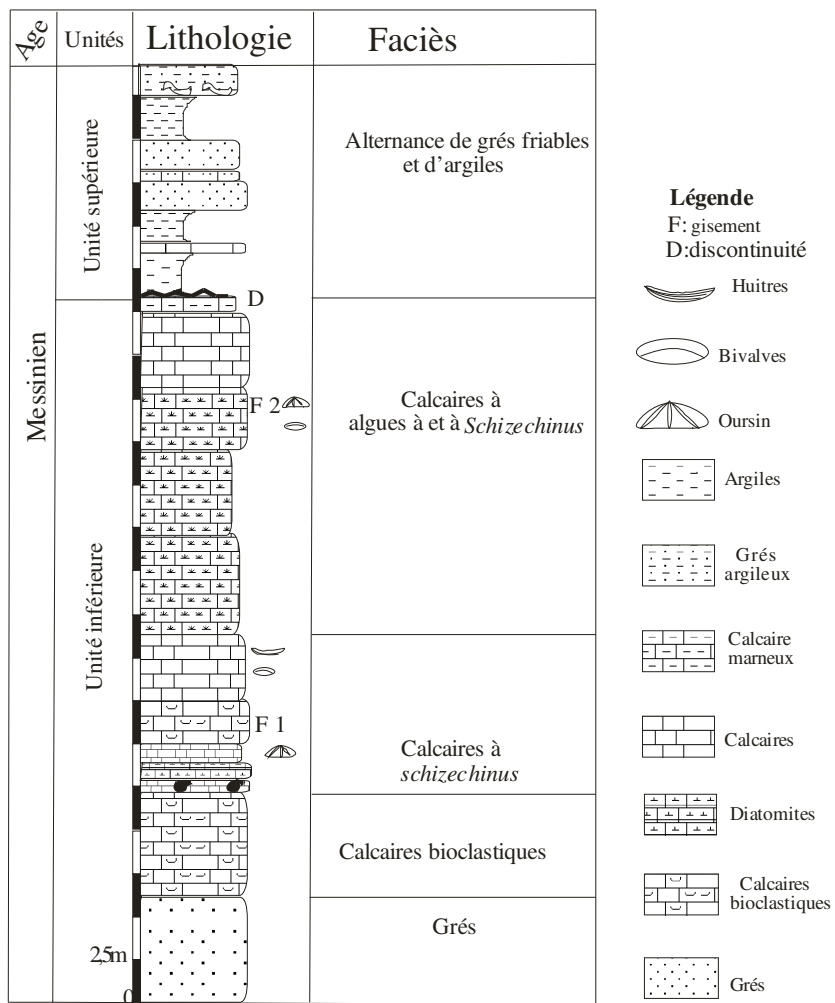 Age
Unités
Lithologie
Faciès
Messinien
Unité supérieure
Unité inférieure
Alternance de grés friables
et d'argiles
D
F 2
Calcaires à
algues à et à Schizechinus
F 1
Calcaires à
schizechinus
Calcaires bioclastiques
Grés
2,5m
0
Légende
F: gisement
D:discontinuité
Huitres
Bivalves
Oursin
Argiles
Grés
argileux
Calcaire
marneux
Calcaires
Diatomites
Calcaires
bioclastiques
Grés